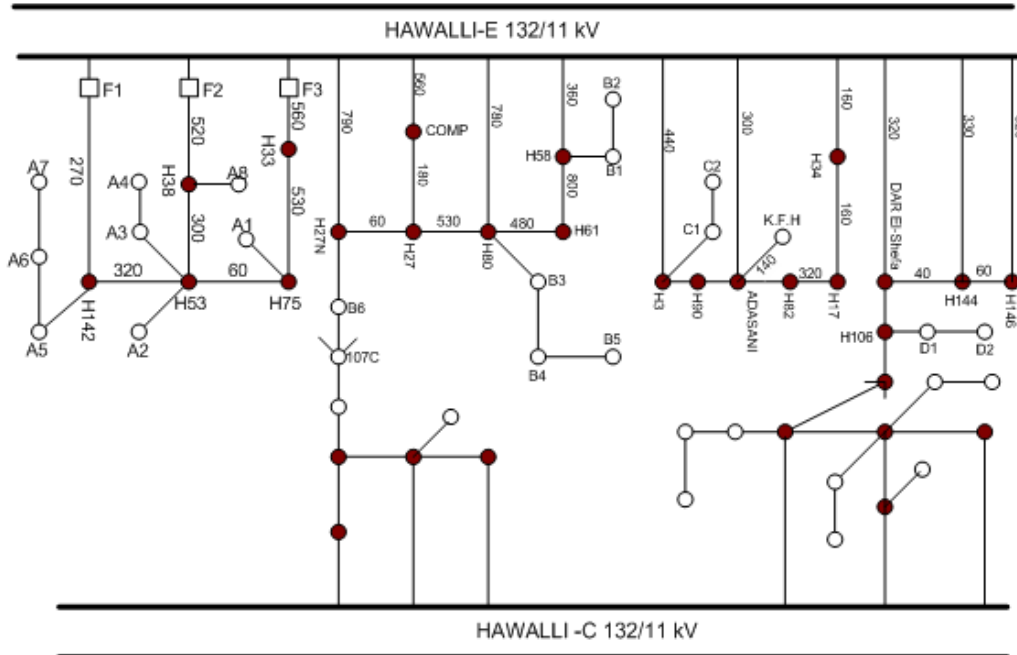 HAWALLI-E 132/11 kV
F1
F2
F3
B2
560
360
160
790
780
440
300
320
330
520
560
COMP
H33
270
A7
A4
H38
A8
180
H58
B1
H34
C1
K.F.H
DAR El-Shefa
530
A1
800
A3
300
H27N
60
530
480
H61
160
A6
H27
H80
140
320
60
B3
320
40
60
H142
H53
H75
H3
H90
ADASANI
H82
H17
H144
H146
B6
A5
A2
107C
B4
B5
H106
D1
D2
HAWALLI -C 132/11 kV